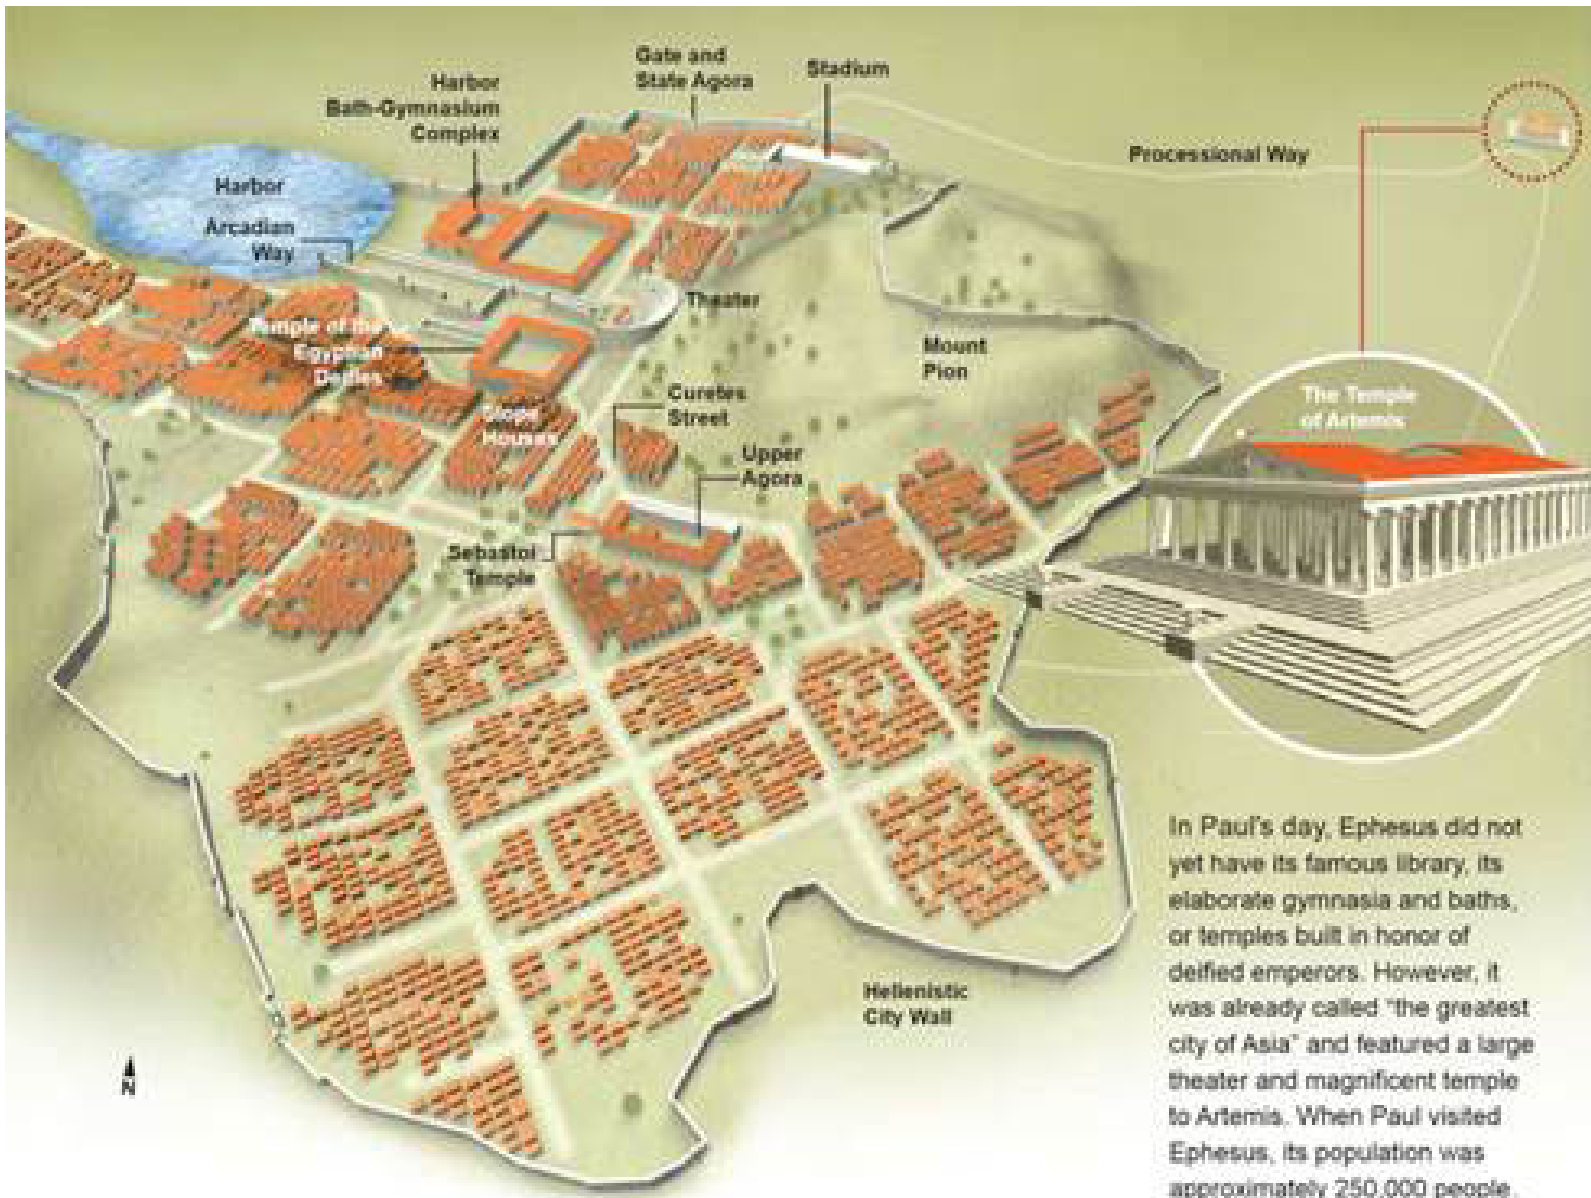 Gate and
State Agora
Stadium
Harbor
Bath-Gymnasium
Complex
Processional Way
Harbor
Arcadian
Way
Theater
Temple of the
Egyptian
Deities
Mount
Pion
Curetes
Street
The Temple
of Artemis
Houses
Upper
Agora
Sebastoi
Temple
In Paul's day, Ephesus did not
yet have its famous library, its
elaborate gymnasia and baths,
or temples built in honor of
deified emperors. However, it
was already called "the greatest
city of Asia" and featured a large
theater and magnificent temple
to Artemis. When Paul visited
Ephesus, its population was
approximately 250,000 people.
Hellenistic
City Wall
N